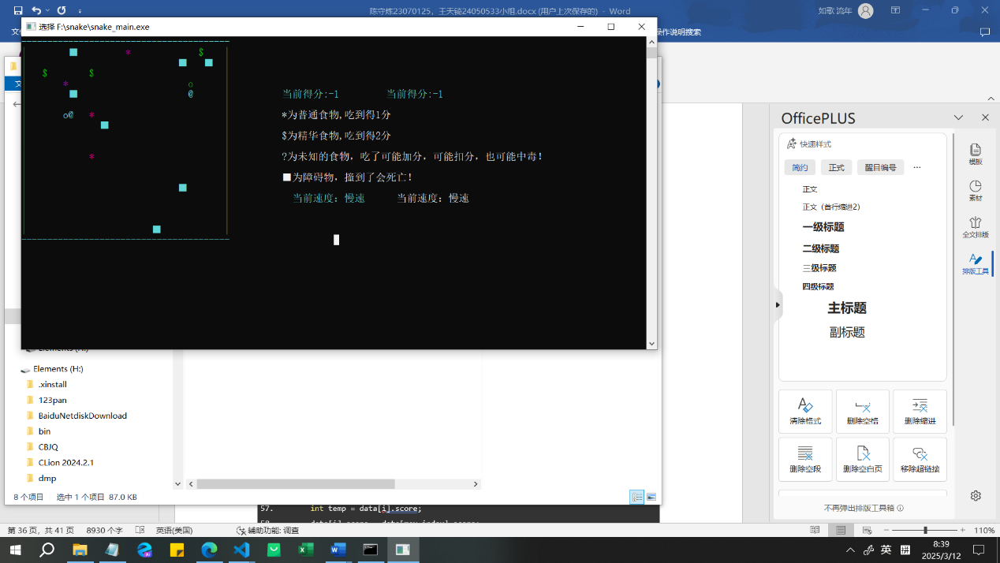 陈守炼23070125，王天锜24050533小组.docx (用户上次保存的) - Word
如歌 流年
选择 F:\snake\snake_main.exe
操作说明搜索
* $
$ $
* o
@
当前得分:-1 当前得分:-1
o@ *
*为普通食物,吃到得1分
$为精华食物,吃到得2分
* ?为未知的食物，吃了可能加分，可能扣分，也可能中毒！
■为障碍物，撞到了会死亡！
当前速度：慢速 当前速度：慢速
OfficePLUS
快速样式
简约 正式 醒目编号 ...
正文
正文（首行缩进2）
一级标题
二级标题
三级标题
四级标题
主标题
副标题
清除格式 删除空格 删除缩进
删除空段 删除空白页 移除超链接
不再弹出排版工具箱
模板
素材
全文排版
排版工具
Elements (H:)
.xinstall
123pan
BaiduNetdiskDownload
bin
CBJQ
CLion 2024.2.1
dmp
8 个项目 选中 1 个项目 87.0 KB
57. int temp = data[i].score;
第 36 页，共 41 页 8930 个字 英语(美国) 辅助功能: 调查 110%
英 拼 8:39
2025/3/12